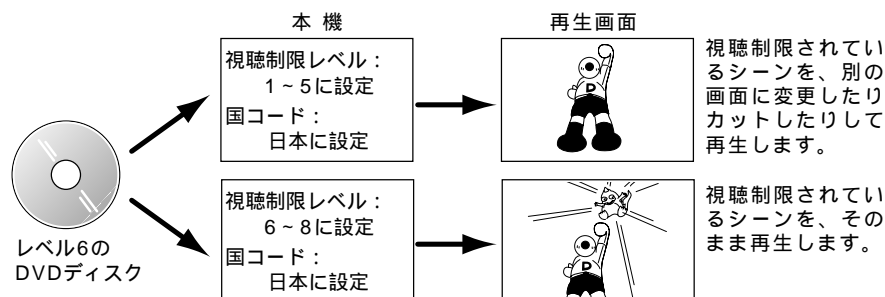 本 機
再生画面
視聴制限レベル：
1～5に設定
国コード：
日本に設定
D
視聴制限されてい
るシーンを、別の
画面に変更したり
カットしたりして
再生します。
レベル6の
DVDディスク
視聴制限レベル：
6～8に設定
国コード：
日本に設定
D
視聴制限されてい
るシーンを、その
まま再生します。